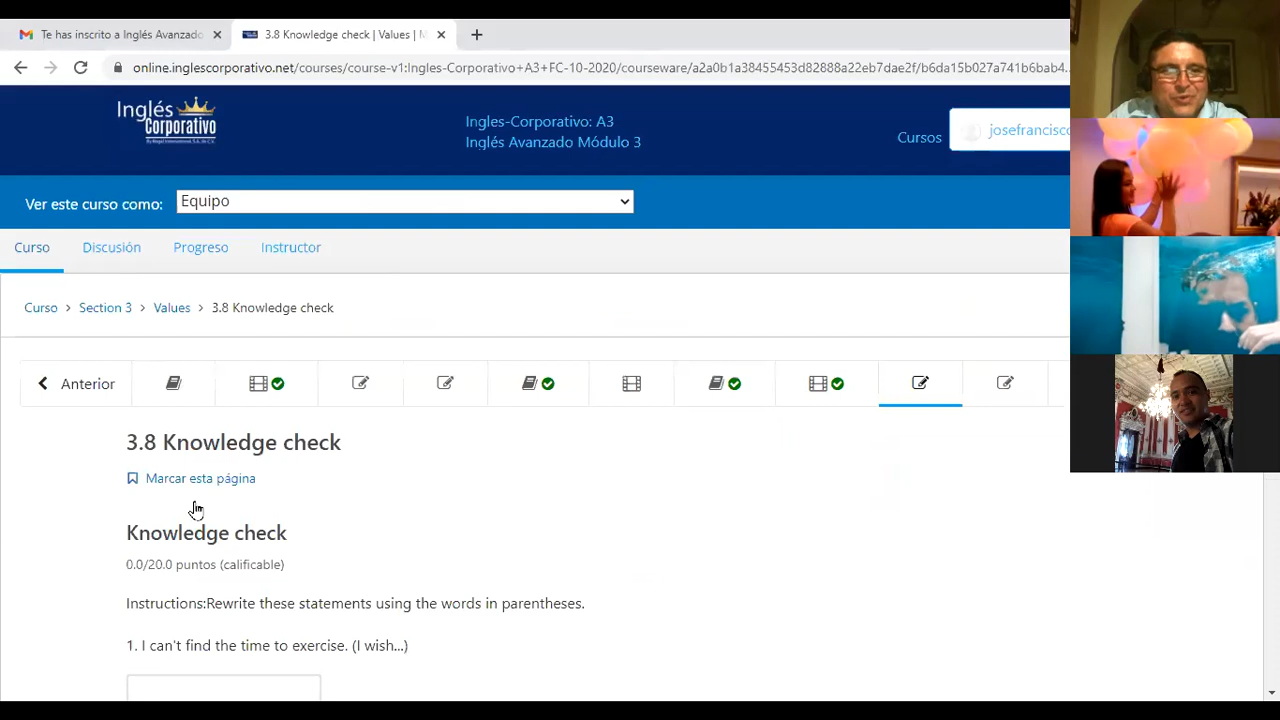 Te has inscrito a Inglés Avanzado
3.8 Knowledge check | Values |
online.inglescorporativo.net/courses/course-v1:Ingles-Corporativo+A3+FC-10-2020/courseware/a2a0b1a38455453d82888a22eb7dae2f/b6da15b027a741b6bab4...
Inglés
Corporativo
Ingles-Corporativo: A3
Inglés Avanzado Módulo 3
Cursos
josefrancisco
Ver este curso como:
Equipo
Curso
Discusión
Progreso
Instructor
Curso > Section 3 > Values > 3.8 Knowledge check
Anterior
3.8 Knowledge check
Marcar esta página
Knowledge check
0.0/20.0 puntos (calificable)
Instructions:Rewrite these statements using the words in parentheses.
1. I can't find the time to exercise. (I wish...)